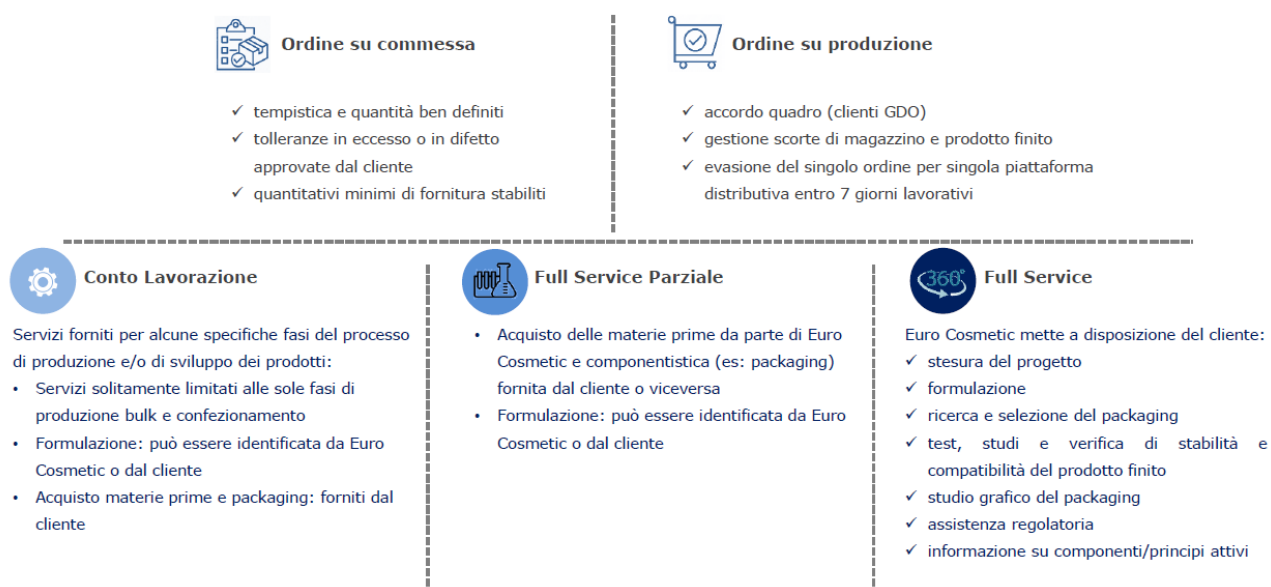 Ordine su commessa
✓ tempistica e quantità ben definiti
✓ tolleranze in eccesso o in difetto
approvate dal cliente
✓ quantitativi minimi di fornitura stabiliti
Ordine su produzione
✓ accordo quadro (clienti GDO)
✓ gestione scorte di magazzino e prodotto finito
✓ evasione del singolo ordine per singola piattaforma
distributiva entro 7 giorni lavorativi
Conto Lavorazione
Servizi forniti per alcune specifiche fasi del processo
di produzione e/o di sviluppo dei prodotti:
• Servizi solitamente limitati alle sole fasi di
produzione bulk e confezionamento
• Formulazione: può essere identificata da Euro
Cosmetic o dal cliente
• Acquisto materie prime e packaging: forniti dal
cliente
Full Service Parziale
• Acquisto delle materie prime da parte di Euro
Cosmetic e componentistica (es: packaging)
fornita dal cliente o viceversa
• Formulazione: può essere identificata da Euro
Cosmetic o dal cliente
360°
Full Service
Euro Cosmetic mette a disposizione del cliente:
✓ stesura del progetto
✓ formulazione
✓ ricerca e selezione del packaging
✓ test, studi e verifica di stabilità e
compatibilità del prodotto finito
✓ studio grafico del packaging
✓ assistenza regolatoria
✓ informazione su componenti/principi attivi